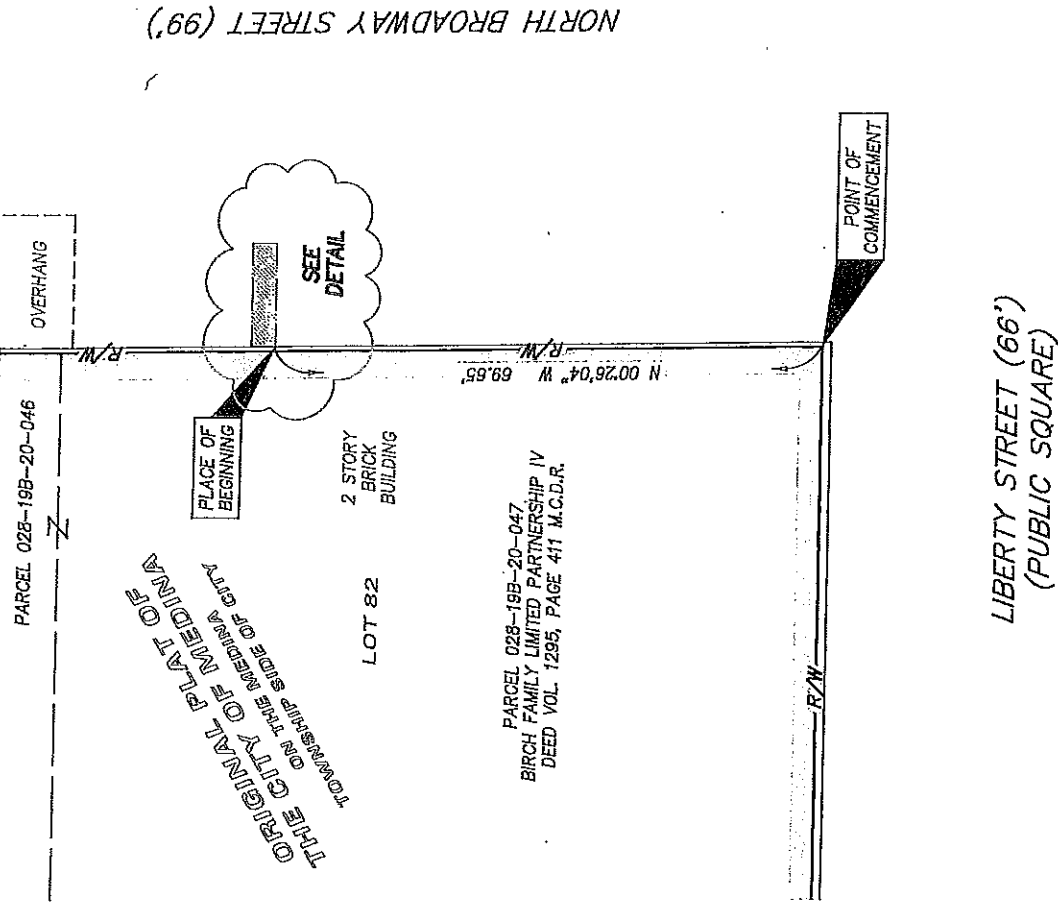 NORTH BROADWAY STREET (99')
POINT OF
COMMENCEMENT
OVERHANG
SEE
DETAIL
R/W
R/W
N 00°26'04" W 69.65'
PARCEL 028-19B-20-046
PLACE OF
BEGINNING
2 STORY
BRICK
BUILDING
LOT 82
ORIGINAL PLAT OF
THE CITY OF MEDINA
ON THE MEDINA
TOWNSHIP SIDE OF CITY
PARCEL 028-19B-20-047
BIRCH FAMILY LIMITED PARTNERSHIP IV
DEED VOL. 1295, PAGE 411 M.C.D.R.
R/W
Z
LIBERTY STREET (66')
(PUBLIC SQUARE)